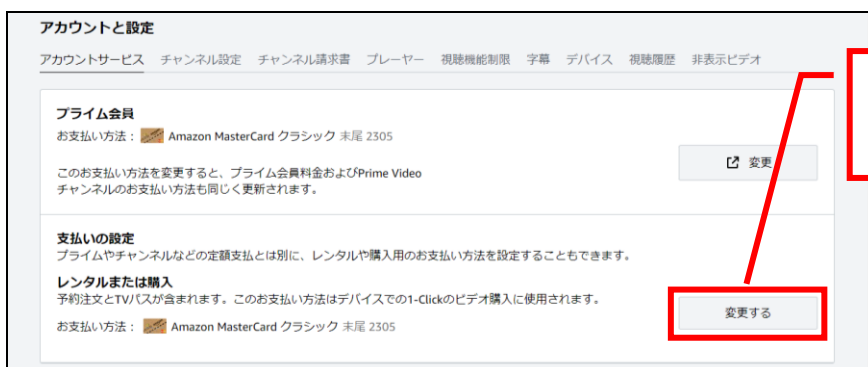 アカウントと設定
アカウントサービス チャンネル設定 チャンネル請求書 プレーヤー 視聴機能制限 字幕 デバイス 視聴履歴 非表示ビデオ
プライム会員
お支払い方法： Amazon MasterCard クラシック 末尾 2305
変更
このお支払い方法を変更すると、プライム会員料金およびPrime Video
チャンネルのお支払い方法も同じく更新されます。
支払いの設定
プライムやチャンネルなどの定額支払とは別に、レンタルや購入用のお支払い方法を設定することもできます。
レンタルまたは購入
予約注文とTVパスが含まれます。このお支払い方法はデバイスでの1-Clickのビデオ購入に使用されます。
変更する
お支払い方法： Amazon MasterCard クラシック 末尾 2305